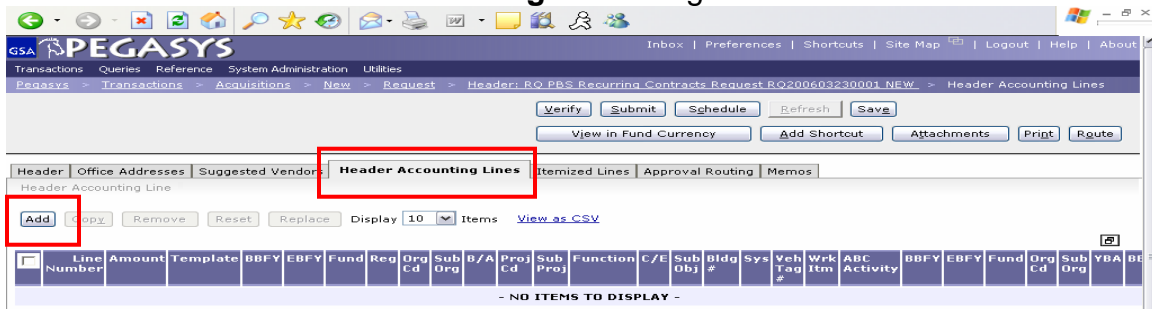 GSA PEGASYS
Inbox | Preferences | Shortcuts | Site Map | Logout | Help | About
Transactions Queries Reference System Administration Utilities
Pegasys > Transactions > Acquisitions > New > Request > Header: RQ PBS Recurring Contracts Request RQ200603230001 NEW > Header Accounting Lines
Verify Submit Schedule Refresh Save
View in Fund Currency Add Shortcut Attachments Print Route
Header Office Addresses Suggested Vendors Header Accounting Lines Itemized Lines Approval Routing Memos
Header Accounting Line
Add Copy Remove Reset Replace Display 10 Items View as CSV
Line Number Amount Template BBFY EBFY Fund Reg Org Cd Sub Org B/A Proj Cd Sub Proj Function C/E Sub Obj Bldg # Sys Veh Tag # Wrk Itm ABC Activity BBFY EBFY Fund Org Cd Sub Org YBA
- NO ITEMS TO DISPLAY -